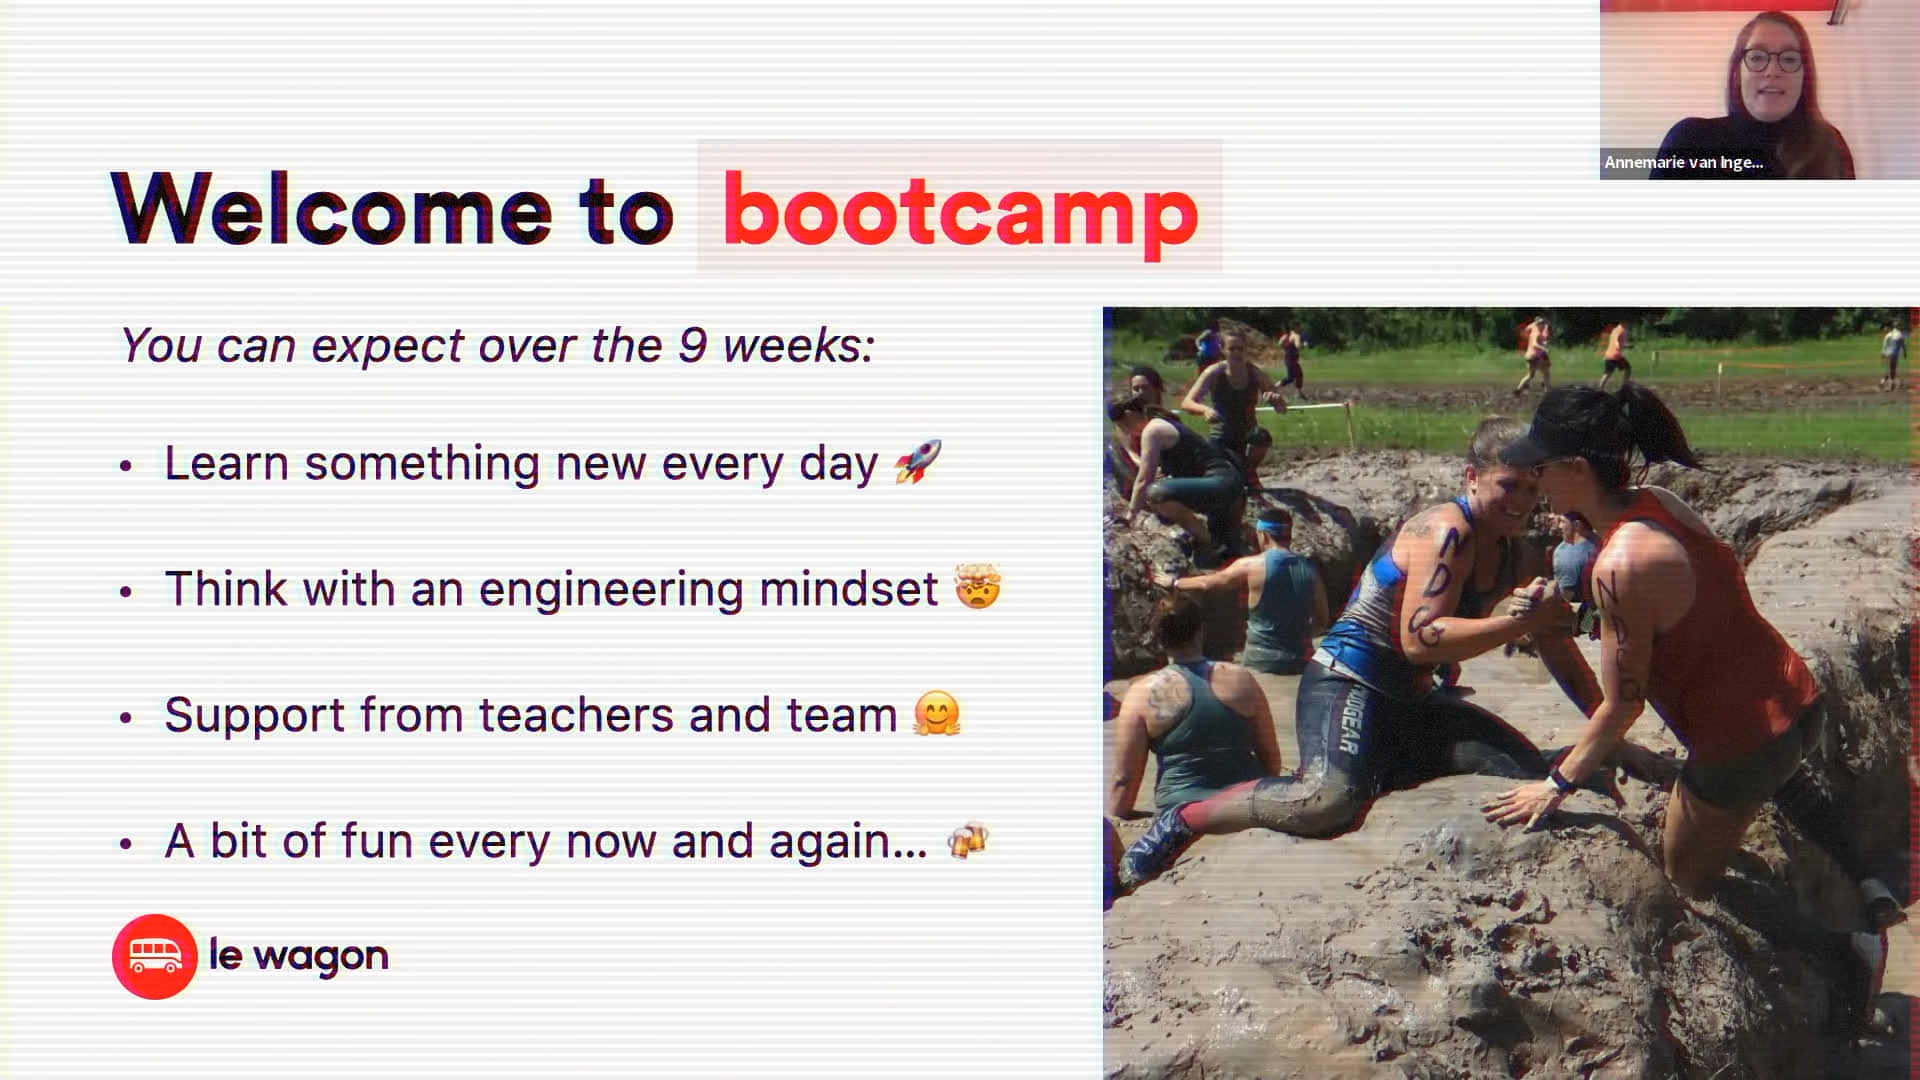 Annemarie van Inge...
Welcome to bootcamp
You can expect over the 9 weeks:
• Learn something new every day 🚀
• Think with an engineering mindset 🤯
• Support from teachers and team 🤗
• A bit of fun every now and again... 🍻
le wagon